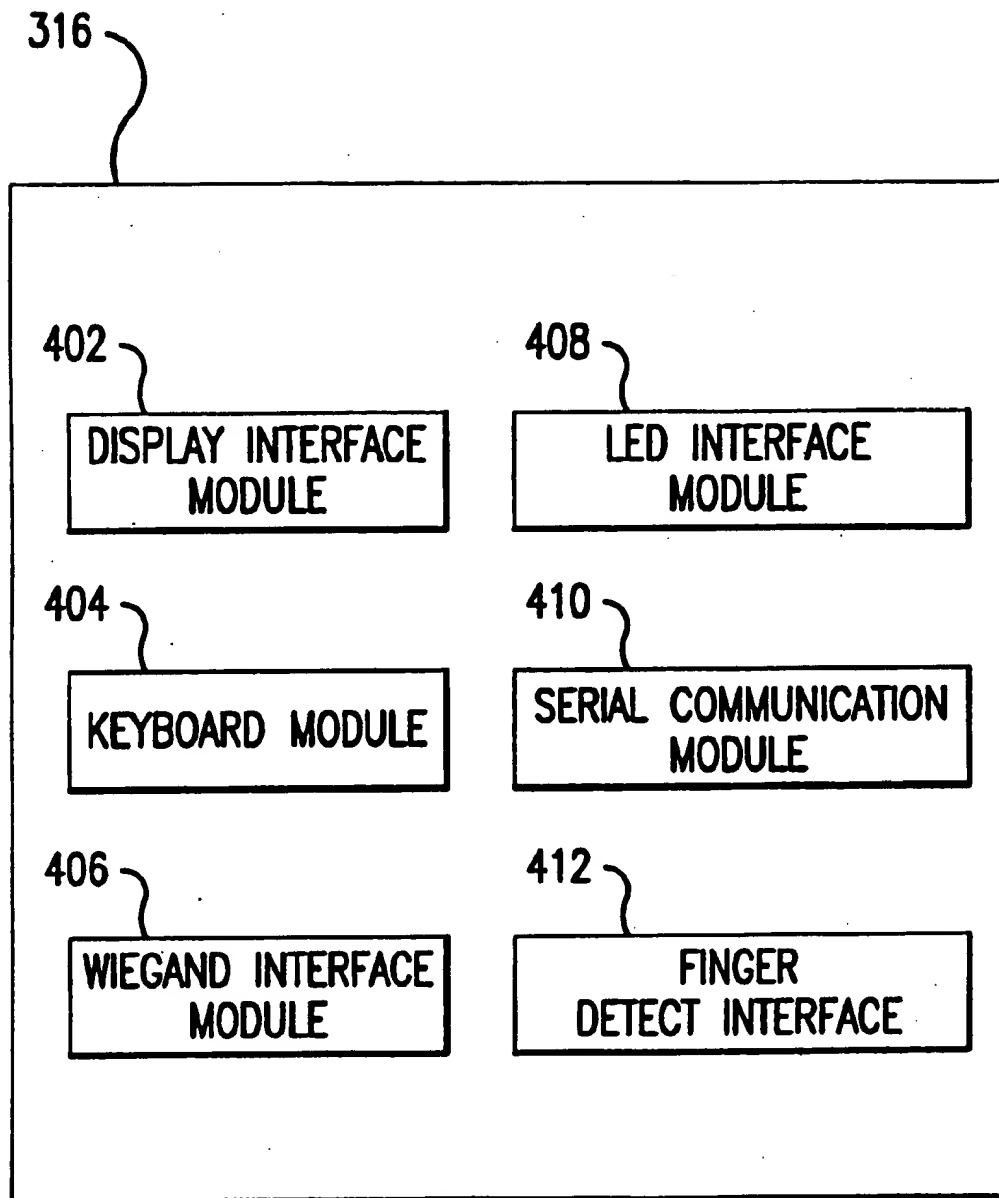 316
402
DISPLAY INTERFACE
MODULE
408
LED INTERFACE
MODULE
404
KEYBOARD MODULE
410
SERIAL COMMUNICATION
MODULE
406
WIEGAND INTERFACE
MODULE
412
FINGER
DETECT INTERFACE